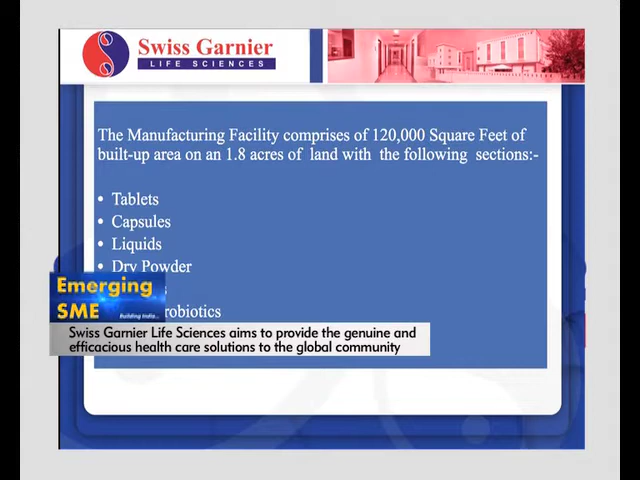 Swiss Garnier
LIFE SCIENCES
The Manufacturing Facility comprises of 120,000 Square Feet of
built-up area on an 1.8 acres of land with the following sections:-
• Tablets
• Capsules
• Liquids
• Dry Powder
Emerging
SME
Building India...
Swiss Garnier Life Sciences aims to provide the genuine and
efficacious health care solutions to the global community